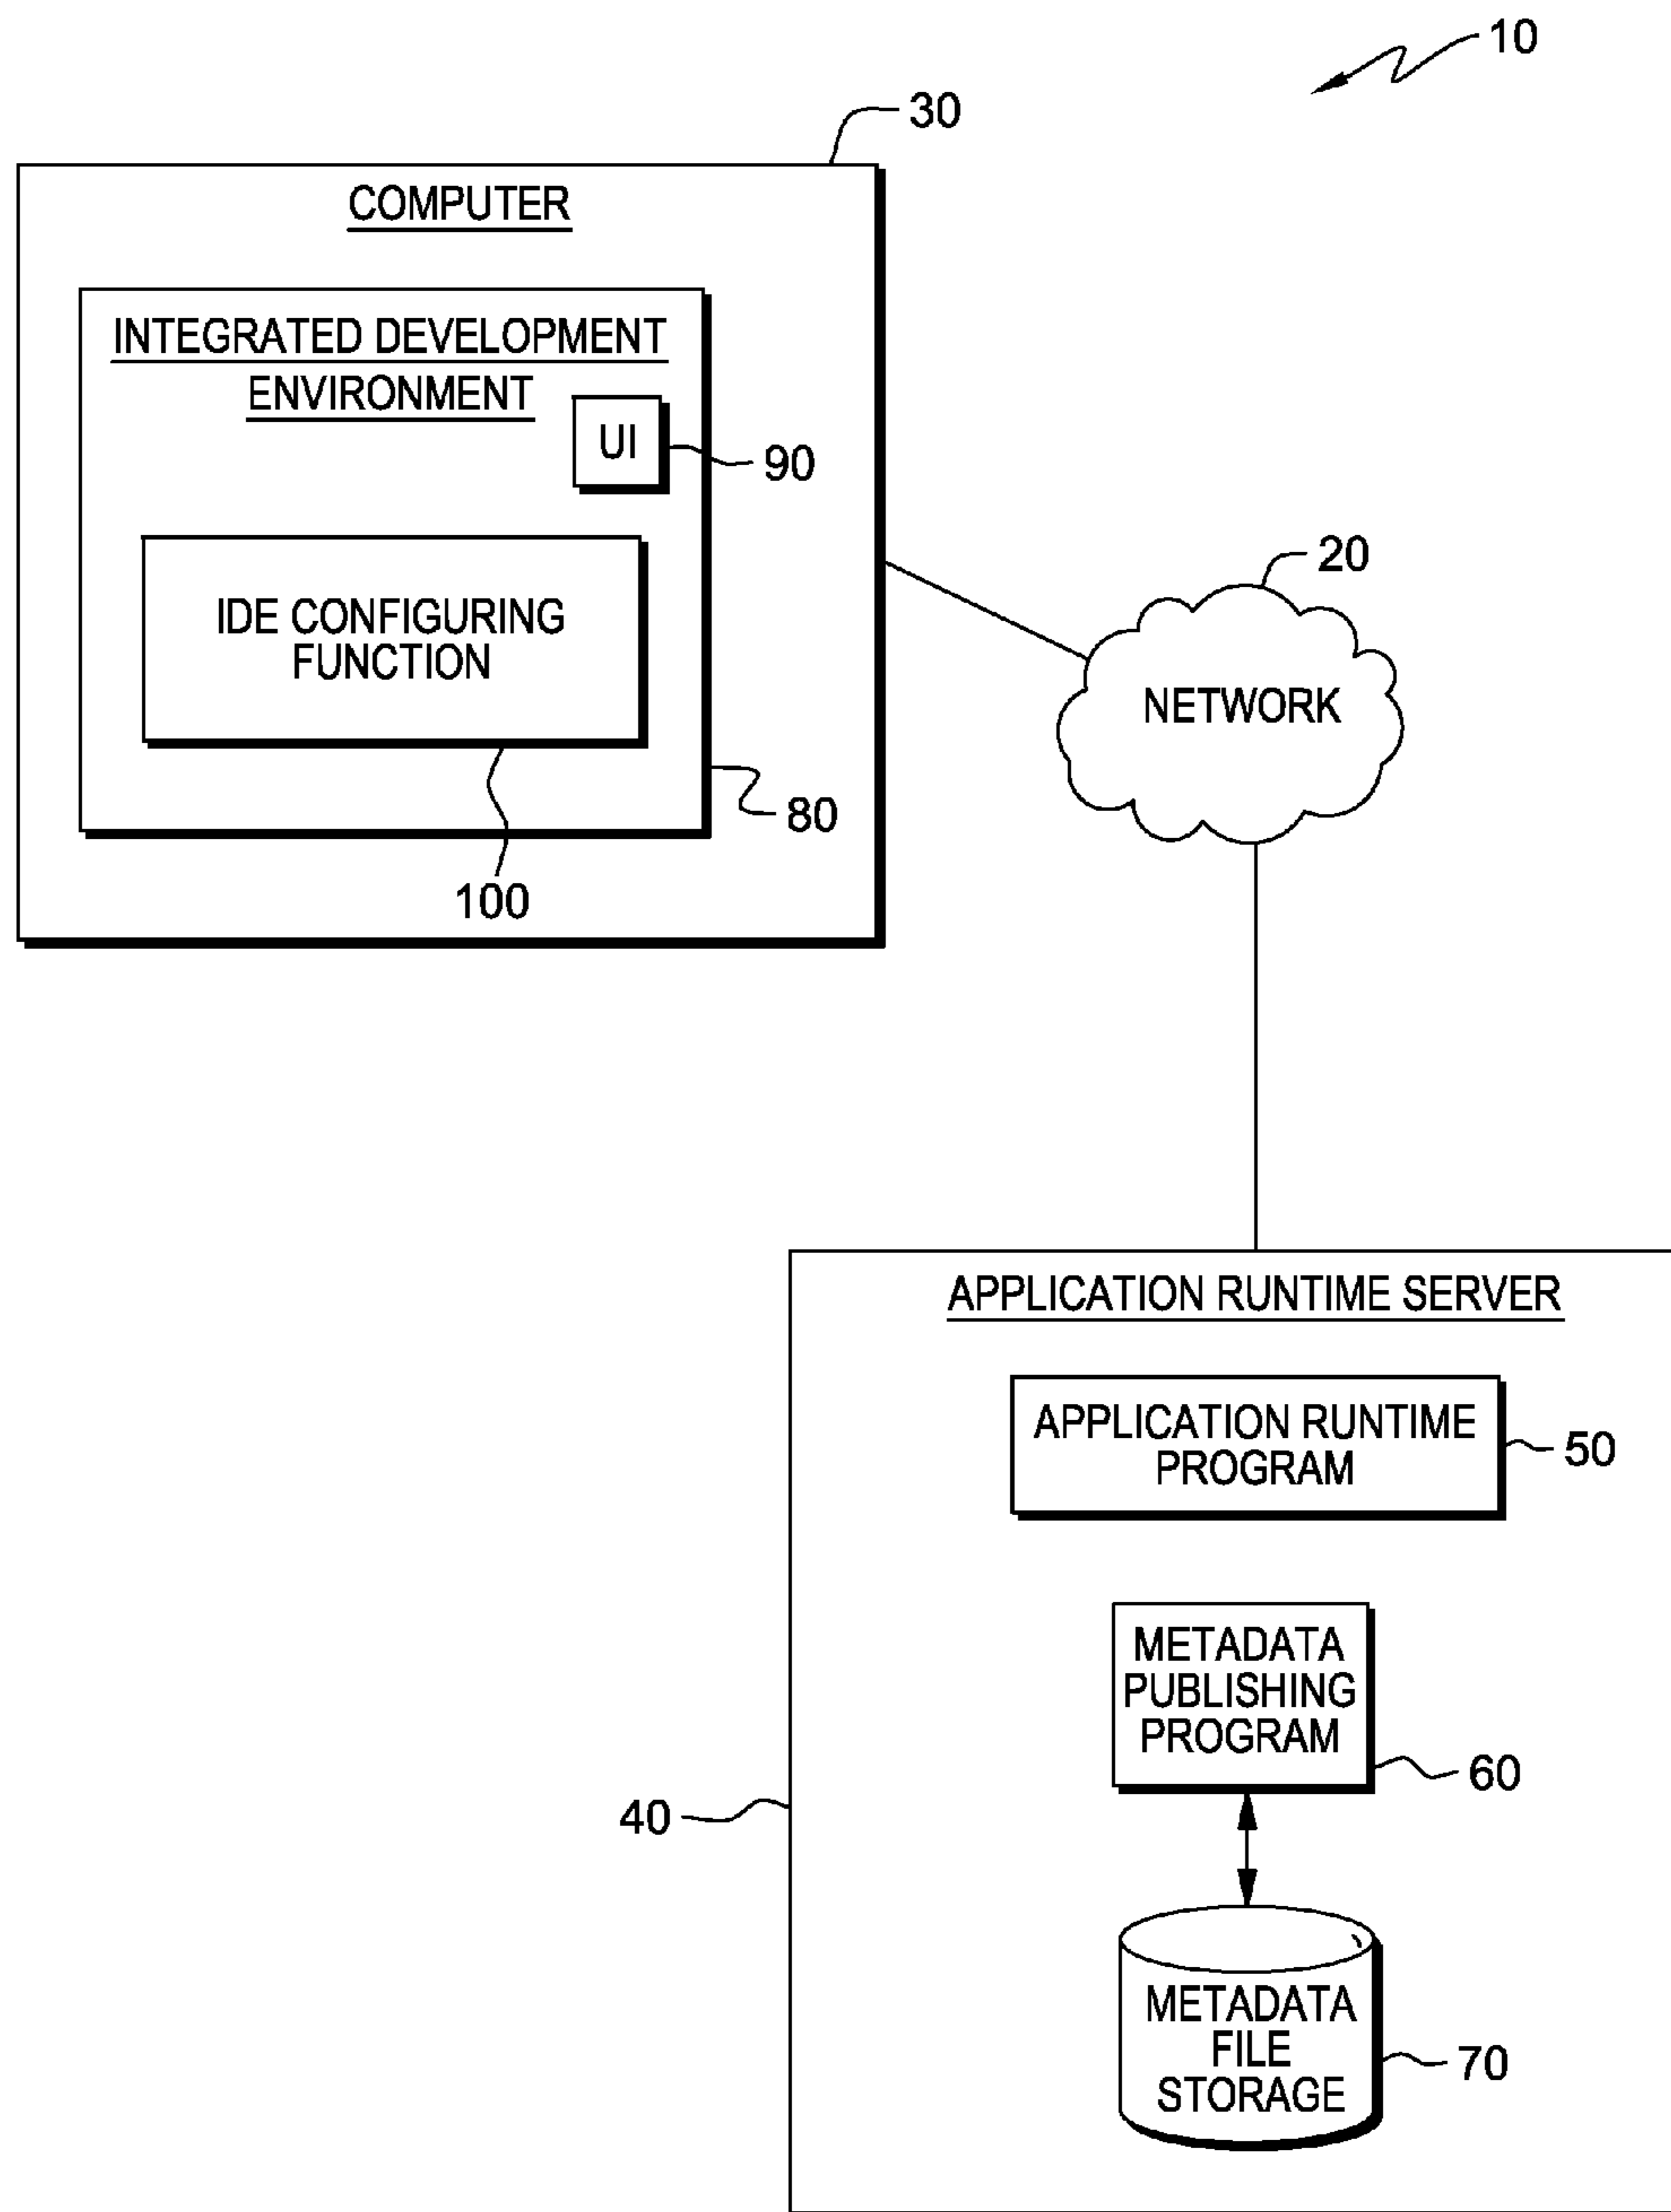 10
30
COMPUTER
INTEGRATED DEVELOPMENT
ENVIRONMENT
UI
90
IDE CONFIGURING
FUNCTION
100
80
20
NETWORK
APPLICATION RUNTIME SERVER
APPLICATION RUNTIME
PROGRAM
50
METADATA
PUBLISHING
PROGRAM
60
40
METADATA
FILE
STORAGE
70